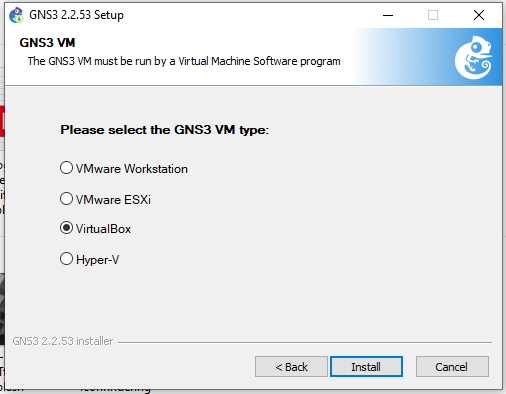 GNS3 2.2.53 Setup
GNS3 VM
The GNS3 VM must be run by a Virtual Machine Software program
Please select the GNS3 VM type:
VMware Workstation
VMware ESXi
VirtualBox
Hyper-V
GNS3 2.2.53 installer
< Back
Install
Cancel